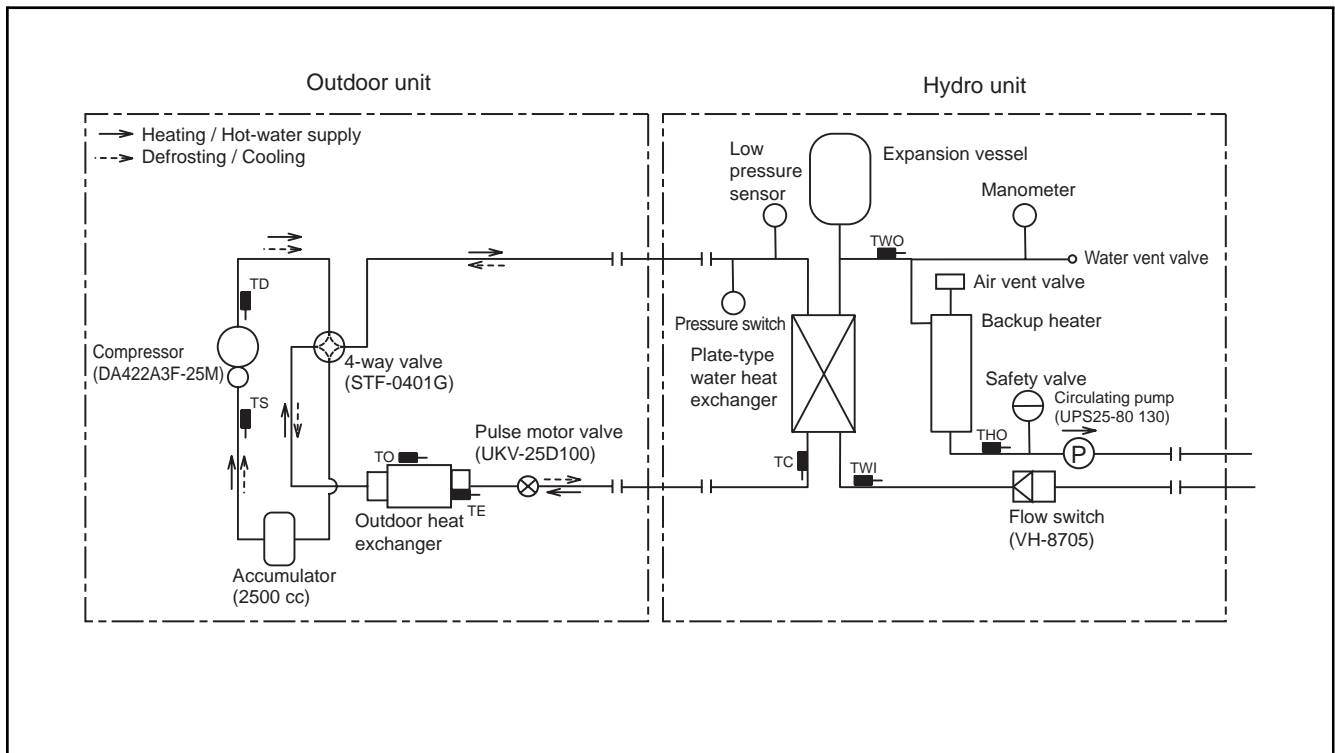 Outdoor unit
Hydro unit
Heating / Hot-water supply
Defrosting / Cooling
Low
pressure
sensor
Expansion vessel
Manometer
TWO
Water vent valve
Air vent valve
TD
Pressure switch
Backup heater
Compressor
(DA422A3F-25M)
4-way valve
(STF-0401G)
Plate-type
water heat
exchanger
Safety valve
Circulating pump
(UPS25-80 130)
TS
Pulse motor valve
(UKV-25D100)
THO
P
TO
TC
TWI
TE
Outdoor heat
exchanger
Flow switch
(VH-8705)
Accumulator
(2500 cc)